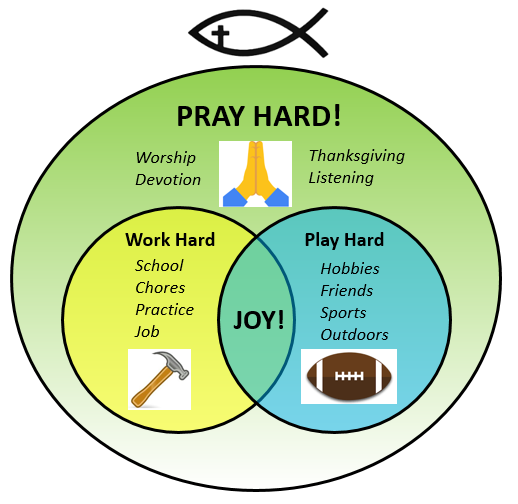 PRAY HARD!
Worship
Devotion
Thanksgiving
Listening
Work Hard
School
Chores
Practice
Job
JOY!
Play Hard
Hobbies
Friends
Sports
Outdoors